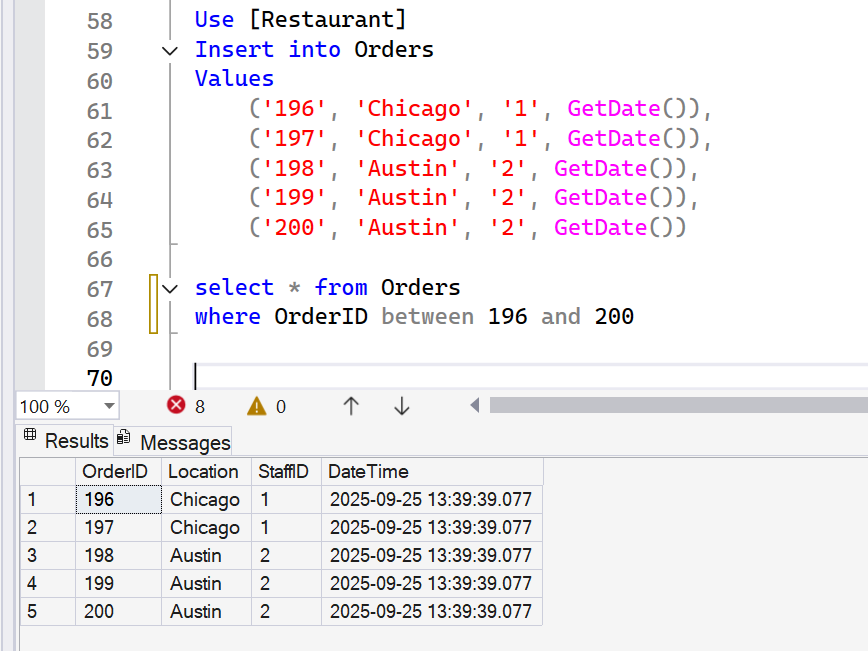 58 Use [Restaurant]
59 Insert into Orders
60 Values
61 ('196', 'Chicago', '1', GetDate()),
62 ('197', 'Chicago', '1', GetDate()),
63 ('198', 'Austin', '2', GetDate()),
64 ('199', 'Austin', '2', GetDate()),
65 ('200', 'Austin', '2', GetDate())
66
67 select * from Orders
68 where OrderID between 196 and 200
69
70
100 % 8 0
Results Messages
OrderID Location StaffID DateTime
1 196 Chicago 1 2025-09-25 13:39:39.077
2 197 Chicago 1 2025-09-25 13:39:39.077
3 198 Austin 2 2025-09-25 13:39:39.077
4 199 Austin 2 2025-09-25 13:39:39.077
5 200 Austin 2 2025-09-25 13:39:39.077